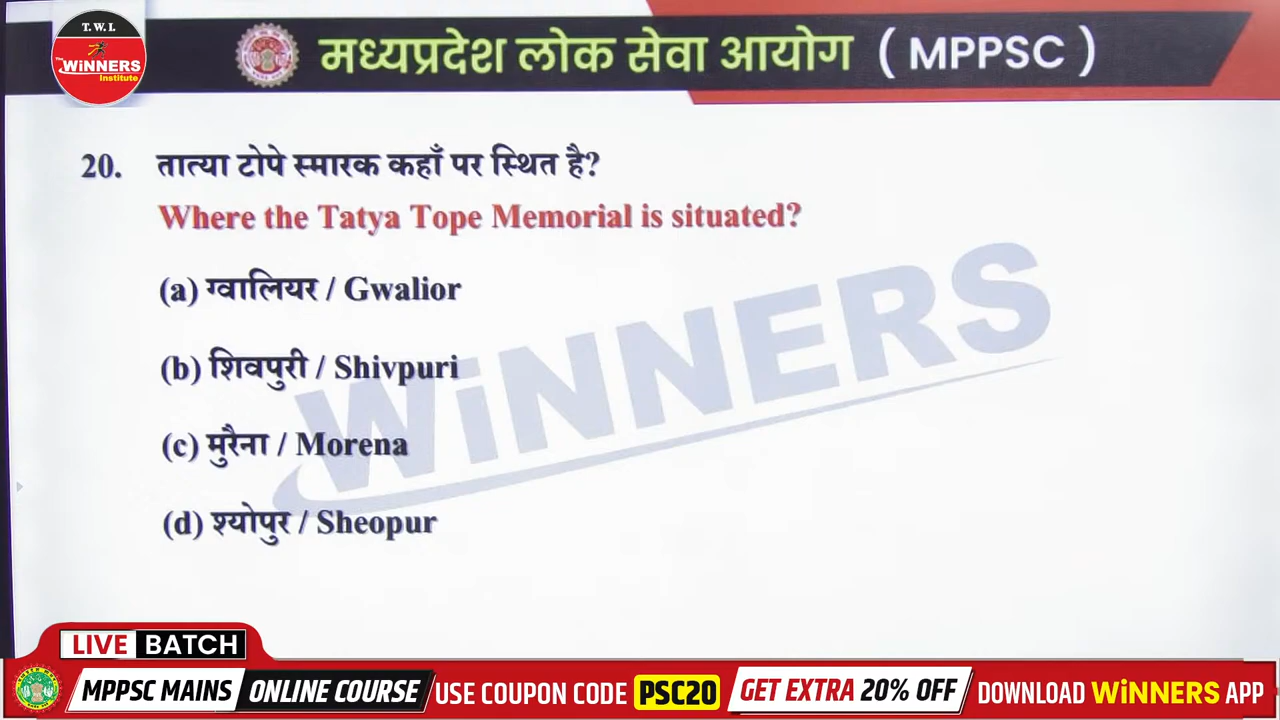 T. W. I.
The WiNNERS
Institute
मध्यप्रदेश लोक सेवा आयोग ( MPPSC )
20. तात्या टोपे स्मारक कहाँ पर स्थित है?
Where the Tatya Tope Memorial is situated?
(a) ग्वालियर / Gwalior
(b) शिवपुरी / Shivpuri
(c) मुरैना / Morena
(d) श्योपुर / Sheopur
WiNNERS
LIVE BATCH
MPPSC MAINS ONLINE COURSE USE COUPON CODE PSC20 GET EXTRA 20% OFF DOWNLOAD WiNNERS APP